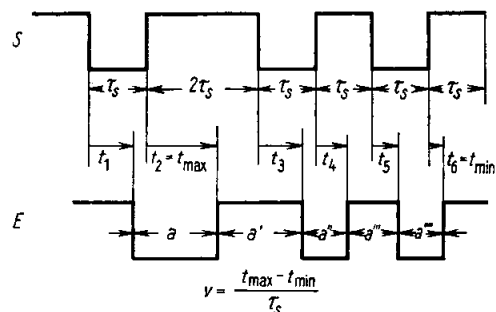 S
τs 2τs τs τs τs τs
t1 t2 = tmax t3 t4 t5 t6 = tmin
E
a a' a'' a''' a''''
v = (tmax − tmin) / τs